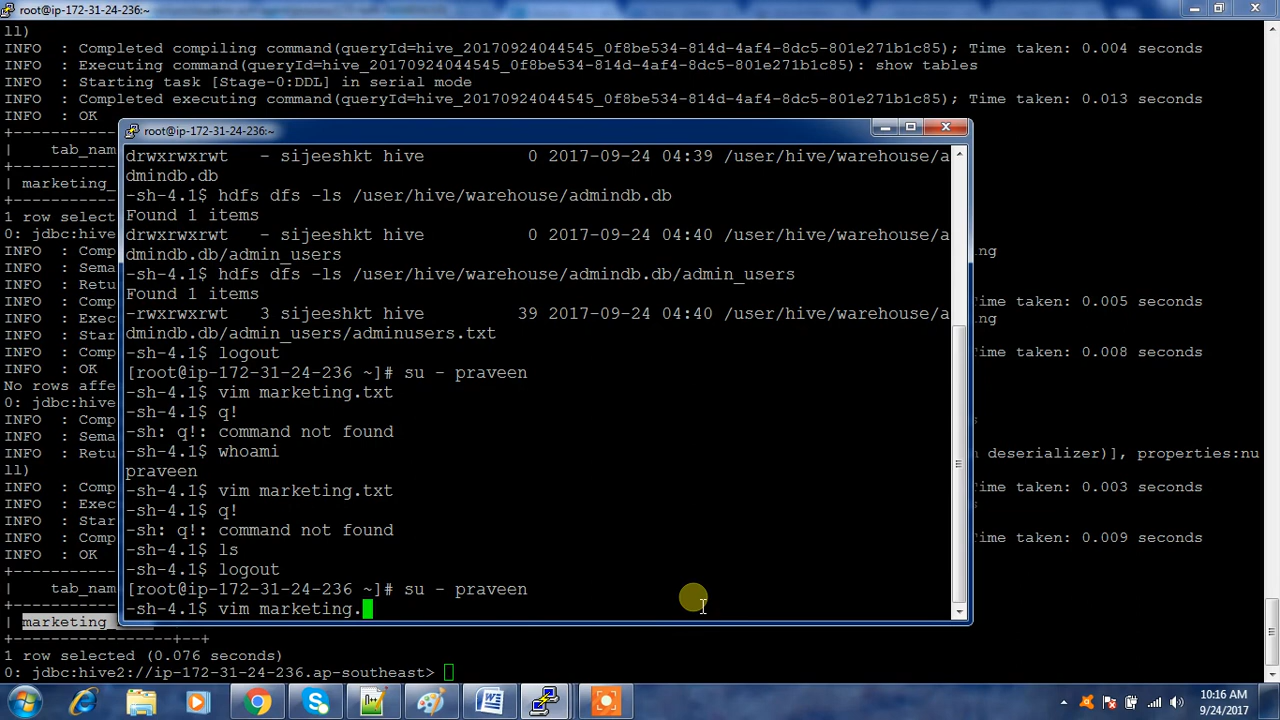 root@ip-172-31-24-236:~
ll)
INFO  : Completed compiling command(queryId=hive_20170924044545_0f8be534-814d-4af4-8dc5-801e271b1c85); Time taken: 0.004 seconds
INFO  : Executing command(queryId=hive_20170924044545_0f8be534-814d-4af4-8dc5-801e271b1c85): show tables
INFO  : Starting task [Stage-0:DDL] in serial mode
INFO  : Completed executing command(queryId=hive_20170924044545_0f8be534-814d-4af4-8dc5-801e271b1c85); Time taken: 0.013 seconds
INFO  : OK
tab_nam
| marketing_
1 row select
0: jdbc:hive
INFO  : Comp
INFO  : Sema
INFO  : Retu
INFO  : Comp
INFO  : Exec
INFO  : Star
INFO  : Comp
INFO  : OK
No rows affe
0: jdbc:hive
INFO  : Comp
INFO  : Sema
INFO  : Retu
ll)
INFO  : Comp
INFO  : Exec
INFO  : Star
INFO  : Comp
INFO  : OK
tab_nam
| marketing_
1 row selected (0.076 seconds)
0: jdbc:hive2://ip-172-31-24-236.ap-southeast>
root@ip-172-31-24-236:~
drwxrwxrwt   - sijeeshkt hive          0 2017-09-24 04:39 /user/hive/warehouse/a
dmindb.db
-sh-4.1$ hdfs dfs -ls /user/hive/warehouse/admindb.db
Found 1 items
drwxrwxrwt   - sijeeshkt hive          0 2017-09-24 04:40 /user/hive/warehouse/a
dmindb.db/admin_users
-sh-4.1$ hdfs dfs -ls /user/hive/warehouse/admindb.db/admin_users
Found 1 items
-rwxrwxrwt   3 sijeeshkt hive         39 2017-09-24 04:40 /user/hive/warehouse/a
dmindb.db/admin_users/adminusers.txt
-sh-4.1$ logout
[root@ip-172-31-24-236 ~]# su - praveen
-sh-4.1$ vim marketing.txt
-sh-4.1$ q!
-sh: q!: command not found
-sh-4.1$ whoami
praveen
-sh-4.1$ vim marketing.txt
-sh-4.1$ q!
-sh: q!: command not found
-sh-4.1$ ls
-sh-4.1$ logout
[root@ip-172-31-24-236 ~]# su - praveen
-sh-4.1$ vim marketing.
ng
ime taken: 0.005 seconds
ng
ime taken: 0.008 seconds
n deserializer)], properties:nu
ime taken: 0.003 seconds
ime taken: 0.009 seconds
10:16 AM
9/24/2017